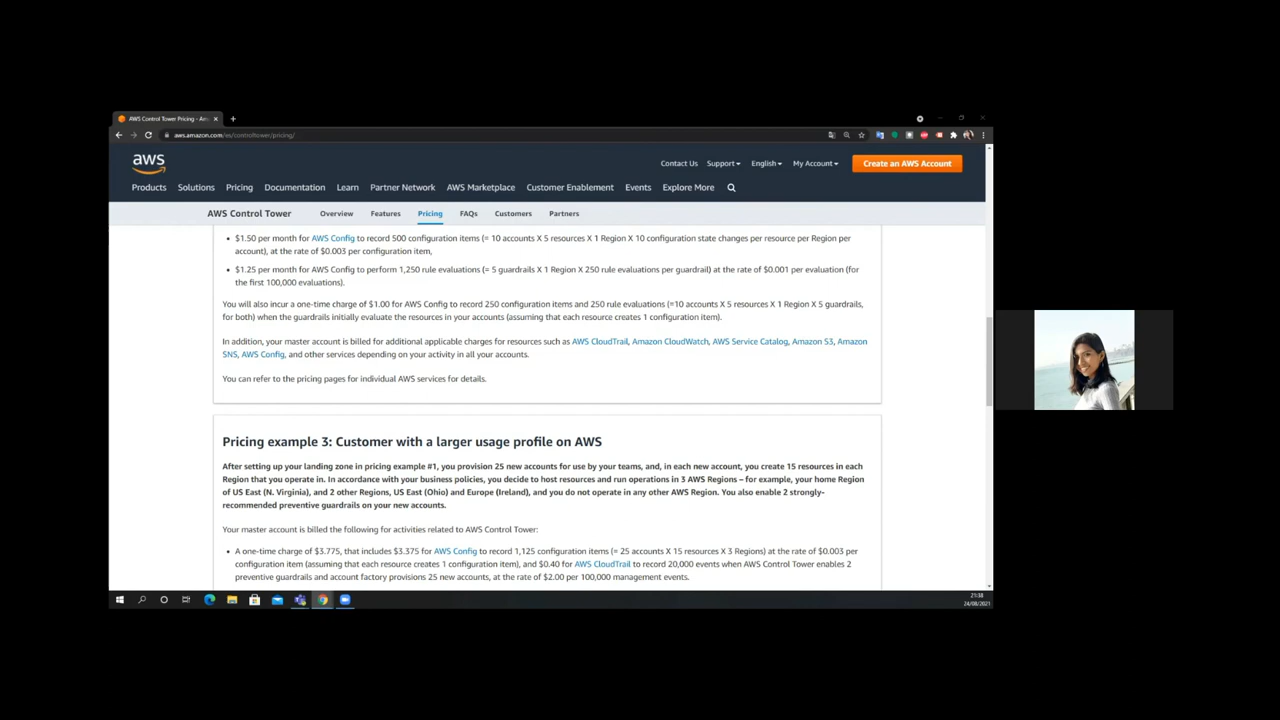 AWS Control Tower Pricing - Am
aws.amazon.com/es/controltower/pricing/
aws
Contact Us Support English My Account Create an AWS Account
Products Solutions Pricing Documentation Learn Partner Network AWS Marketplace Customer Enablement Events Explore More
AWS Control Tower Overview Features Pricing FAQs Customers Partners
• $1.50 per month for AWS Config to record 500 configuration items (= 10 accounts X 5 resources X 1 Region X 10 configuration state changes per resource per Region per
account), at the rate of $0.003 per configuration item,
• $1.25 per month for AWS Config to perform 1,250 rule evaluations (= 5 guardrails X 1 Region X 250 rule evaluations per guardrail) at the rate of $0.001 per evaluation (for
the first 100,000 evaluations).
You will also incur a one-time charge of $1.00 for AWS Config to record 250 configuration items and 250 rule evaluations (=10 accounts X 5 resources X 1 Region X 5 guardrails,
for both) when the guardrails initially evaluate the resources in your accounts (assuming that each resource creates 1 configuration item).
In addition, your master account is billed for additional applicable charges for resources such as AWS CloudTrail, Amazon CloudWatch, AWS Service Catalog, Amazon S3, Amazon
SNS, AWS Config, and other services depending on your activity in all your accounts.
You can refer to the pricing pages for individual AWS services for details.
Pricing example 3: Customer with a larger usage profile on AWS
After setting up your landing zone in pricing example #1, you provision 25 new accounts for use by your teams, and, in each new account, you create 15 resources in each
Region that you operate in. In accordance with your business policies, you decide to host resources and run operations in 3 AWS Regions – for example, your home Region
of US East (N. Virginia), and 2 other Regions, US East (Ohio) and Europe (Ireland), and you do not operate in any other AWS Region. You also enable 2 strongly-
recommended preventive guardrails on your new accounts.
Your master account is billed the following for activities related to AWS Control Tower:
• A one-time charge of $3.775, that includes $3.375 for AWS Config to record 1,125 configuration items (= 25 accounts X 15 resources X 3 Regions) at the rate of $0.003 per
configuration item (assuming that each resource creates 1 configuration item), and $0.40 for AWS CloudTrail to record 20,000 events when AWS Control Tower enables 2
preventive guardrails and account factory provisions 25 new accounts, at the rate of $2.00 per 100,000 management events.
21:38
24/08/2021